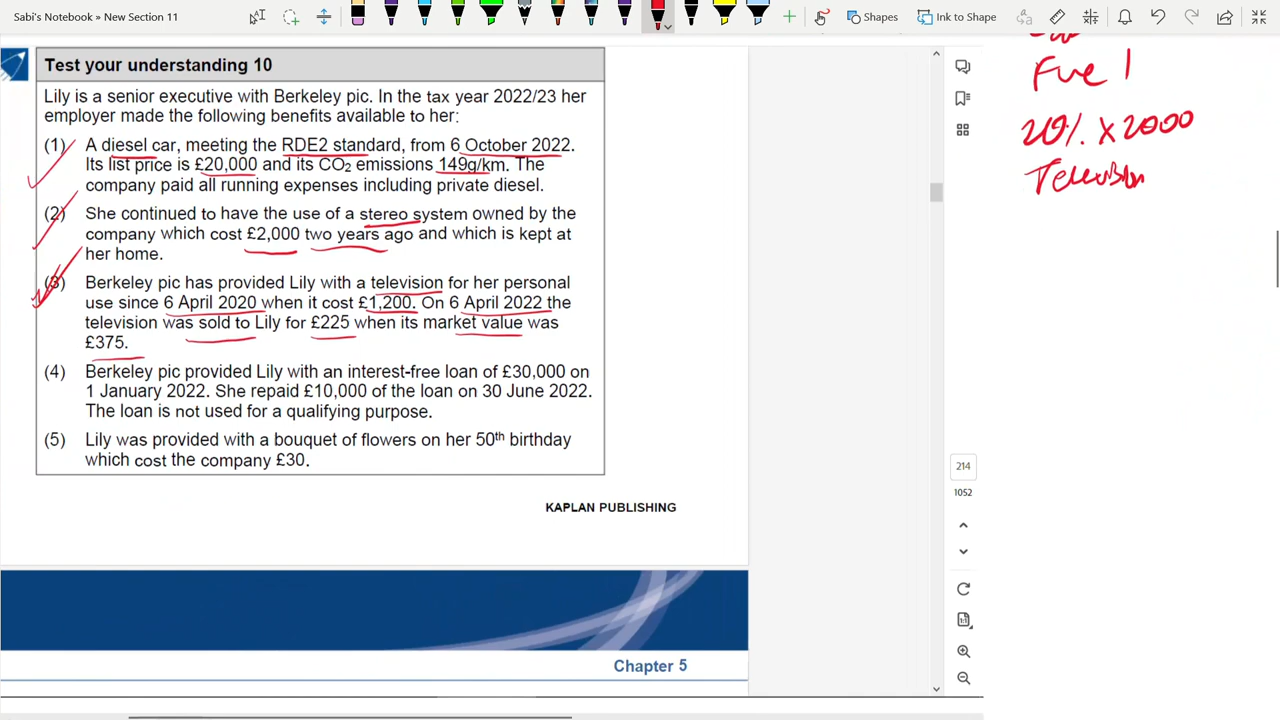 Sabi's Notebook » New Section 11
Shapes
Ink to Shape
Test your understanding 10
Lily is a senior executive with Berkeley pic. In the tax year 2022/23 her
employer made the following benefits available to her:
(1) A diesel car, meeting the RDE2 standard, from 6 October 2022.
Its list price is £20,000 and its CO₂ emissions 149g/km. The
company paid all running expenses including private diesel.
(2) She continued to have the use of a stereo system owned by the
company which cost £2,000 two years ago and which is kept at
her home.
(3) Berkeley pic has provided Lily with a television for her personal
use since 6 April 2020 when it cost £1,200. On 6 April 2022 the
television was sold to Lily for £225 when its market value was
£375.
(4) Berkeley pic provided Lily with an interest-free loan of £30,000 on
1 January 2022. She repaid £10,000 of the loan on 30 June 2022.
The loan is not used for a qualifying purpose.
(5) Lily was provided with a bouquet of flowers on her 50th birthday
which cost the company £30.
KAPLAN PUBLISHING
Chapter 5
214
1052
Fuel
20% x 2000
Television